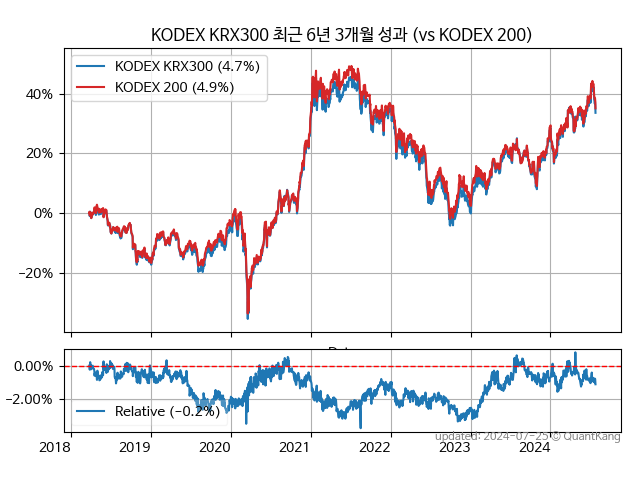 KODEX KRX300 최근 6년 3개월 성과 (vs KODEX 200)
KODEX KRX300 (4.7%)
KODEX 200 (4.9%)
40%
20%
0%
−20%
0.00%
−2.00%
Relative (−0.2%)
2018 2019 2020 2021 2022 2023 2024
updated: 2024-07-25 © QuantKang